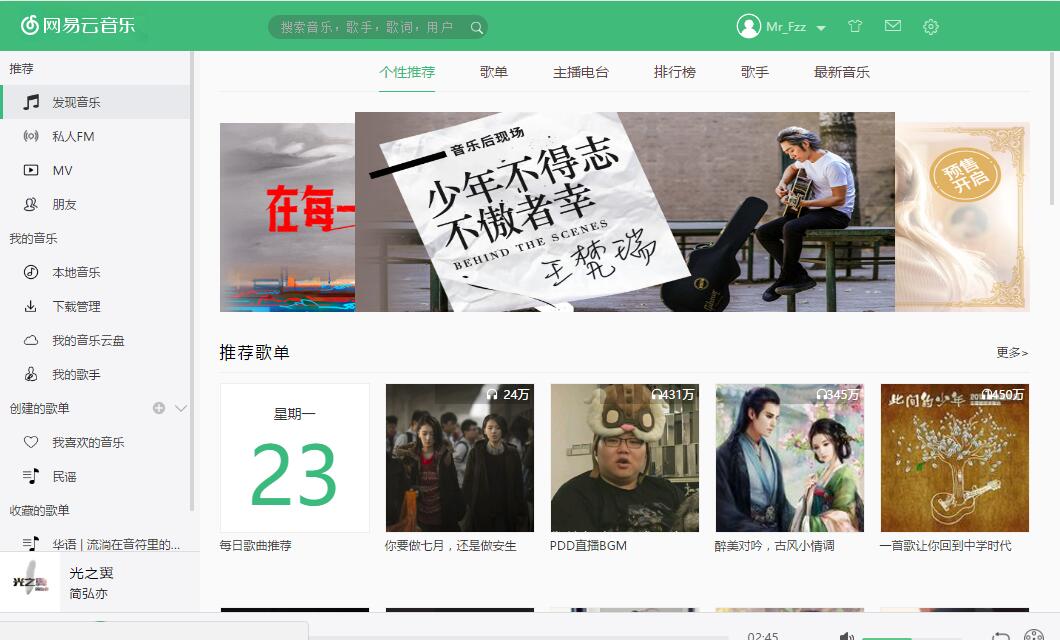 网易云音乐
搜索音乐，歌手，歌词，用户
Mr_Fzz
推荐
发现音乐
私人FM
MV
朋友
我的音乐
本地音乐
下载管理
我的音乐云盘
我的歌手
创建的歌单
我喜欢的音乐
民谣
收藏的歌单
华语 | 流淌在音符里的...
光之翼
简弘亦
个性推荐
歌单
主播电台
排行榜
歌手
最新音乐
在每一
音乐后现场
少年不得志
不傲者幸
BEHIND THE SCENES
王梵瑞
预售
开启
推荐歌单
更多>
星期一
23
24万
431万
345万
此间的少年
450万
每日歌曲推荐
你要做七月，还是做安生
PDD直播BGM
醉美对吟，古风小情调
一首歌让你回到中学时代
02:45